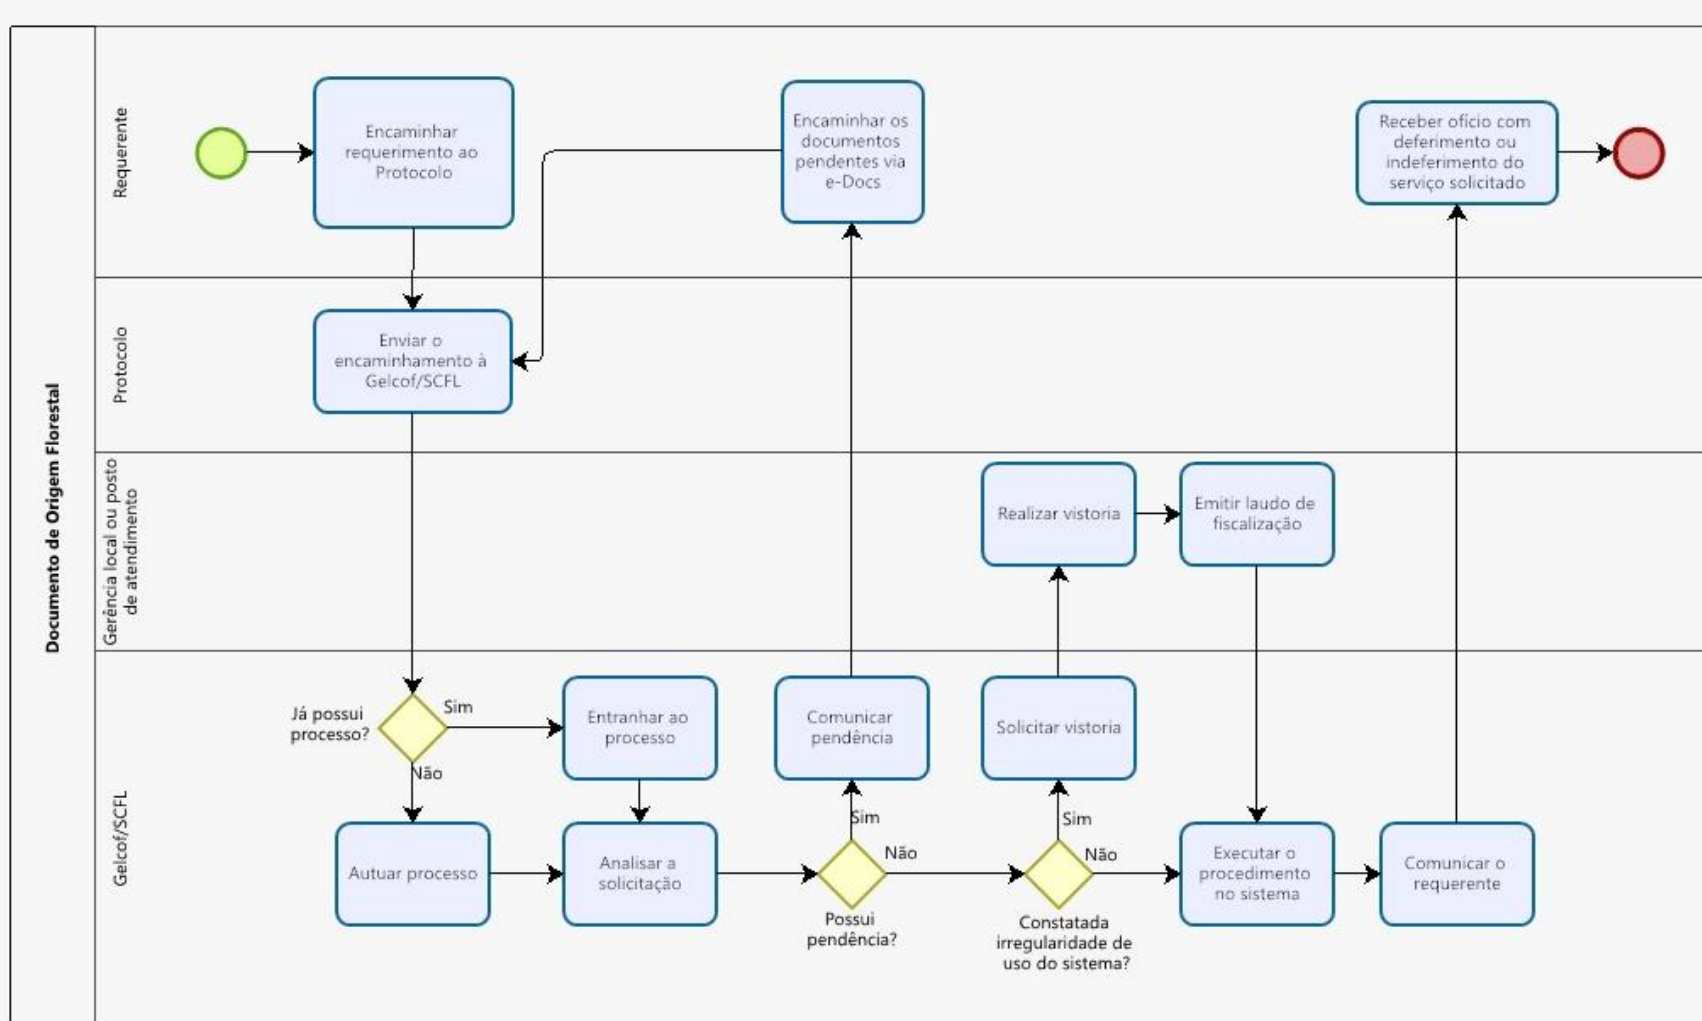 Documento de Origem Florestal
Requerente
Encaminhar
requerimento ao
Protocolo
Encaminhar os
documentos
pendentes via
e-Docs
Receber ofício com
deferimento ou
indeferimento do
serviço solicitado
Protocolo
Enviar o
encaminhamento à
Gelcof/SCFL
Gerência local ou posto
de atendimento
Realizar vistoria
Emitir laudo de
fiscalização
Gelcof/SCFL
Já possui
processo?
Sim
Não
Entranhar ao
processo
Comunicar
pendência
Solicitar vistoria
Autuar processo
Analisar a
solicitação
Sim
Não
Possui
pendência?
Sim
Não
Constatada
irregularidade de
uso do sistema?
Executar o
procedimento
no sistema
Comunicar o
requerente